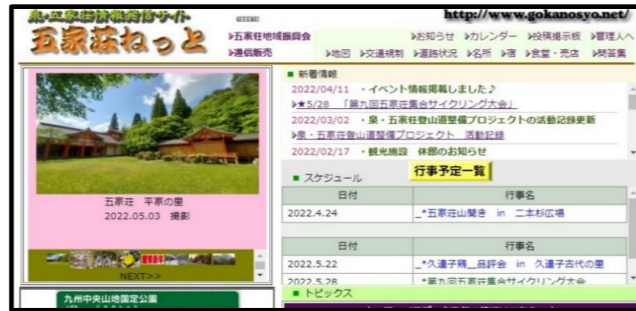 泉・五家荘情報発信サイト
五家荘ねっと
http://www.gokanosyo.net/
五家荘地域振興会
お知らせ カレンダー 投稿掲示板 管理人へ
通信販売
地図 交通規制 道路状況 名所 宿 食堂・売店 問答集
新着情報
2022/04/11 ・イベント情報掲載しました♪
★5/28 「第九回五家荘集合サイクリング大会」
2022/03/02 ・泉・五家荘登山道整備プロジェクトの活動記録更新
泉・五家荘登山道整備プロジェクト 活動記録
2022/02/17 ・観光施設 休館のお知らせ
五家荘 平家の里
2022.05.03 撮影
NEXT>>
九州中央山地国定公園
スケジュール
行事予定一覧
日付 行事名
2022.4.24 _*五家荘山開き in 二本杉広場
日付 行事名
2022.5.22 _*久連子鶏__品評会 in 久連子古代の里
2022.5.28 *第九回五家荘集合サイクリング大会
トピックス